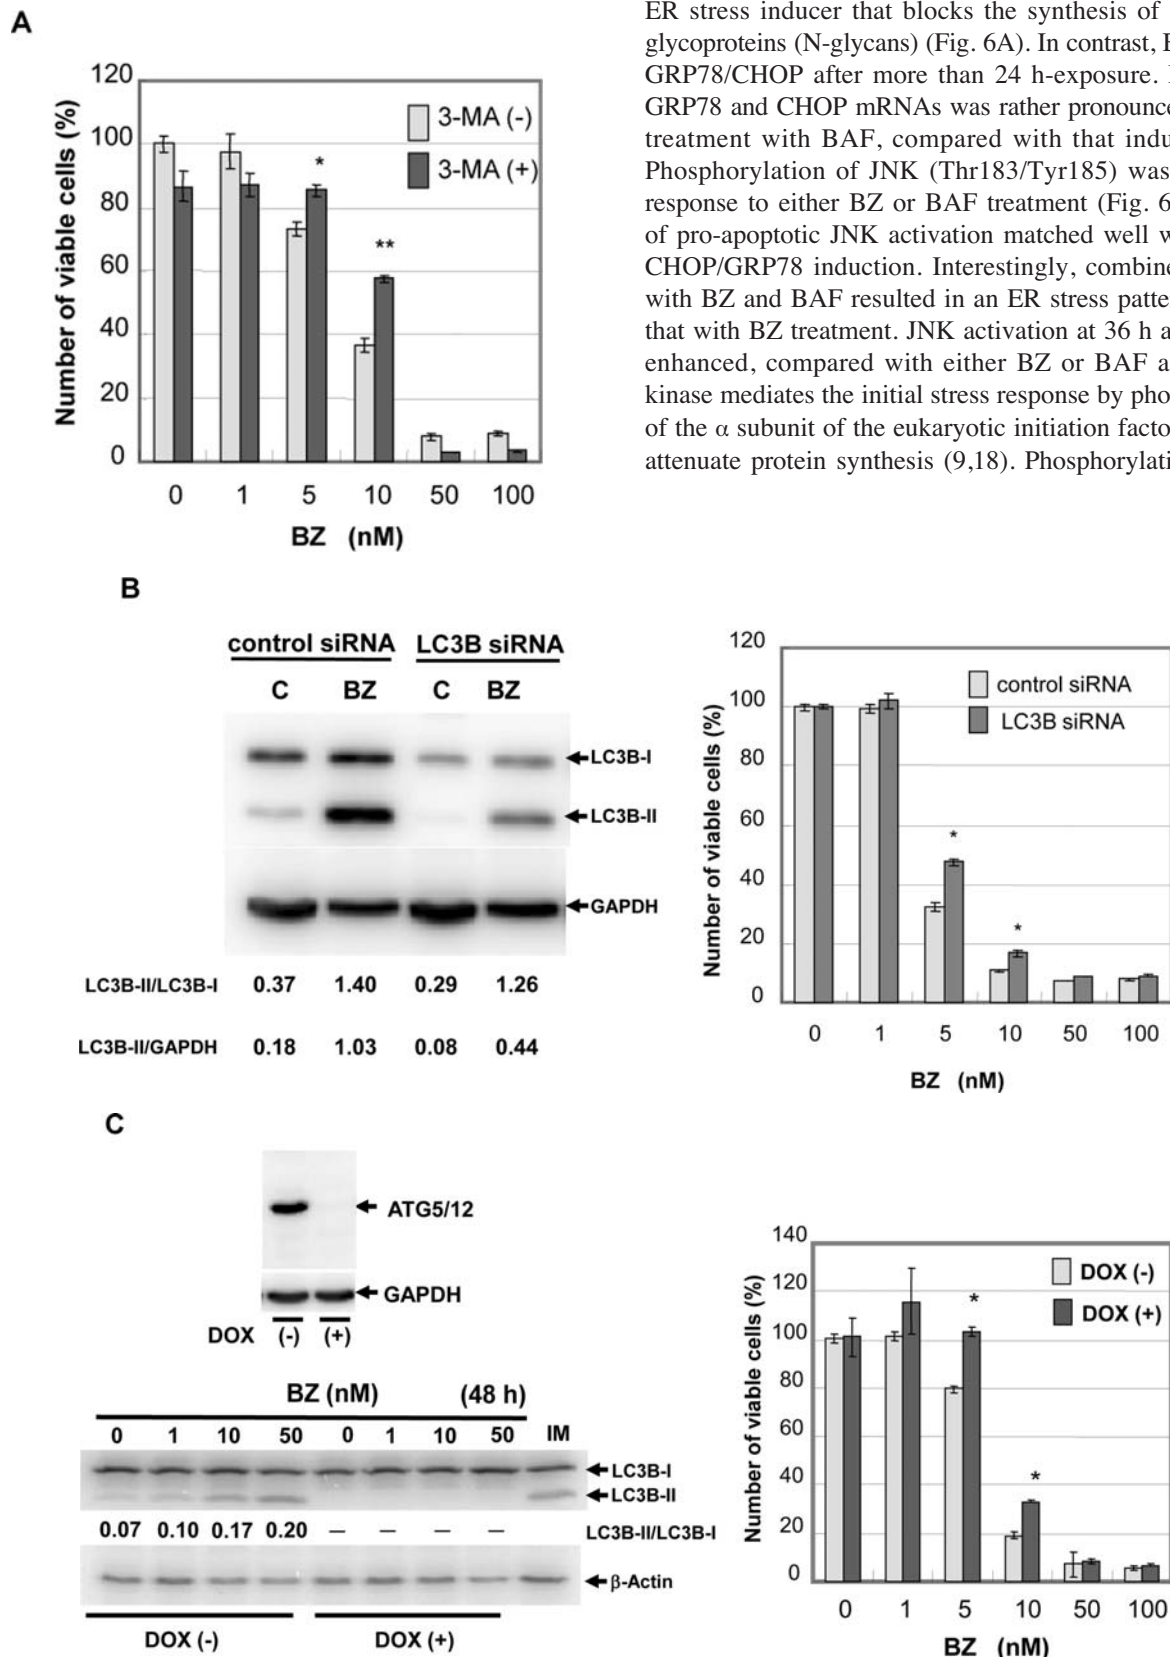 A
ER stress inducer that blocks the synthesis of
glycoproteins (N-glycans) (Fig. 6A). In contrast,
GRP78/CHOP after more than 24 h-exposure.
GRP78 and CHOP mRNAs was rather
treatment with BAF, compared with that
Phosphorylation of JNK (Thr183/Tyr185) was
response to either BZ or BAF treatment (Fig.
of pro-apoptotic JNK activation matched well
CHOP/GRP78 induction. Interestingly,
with BZ and BAF resulted in an ER stress
that with BZ treatment. JNK activation at 36 h
enhanced, compared with either BZ or BAF
kinase mediates the initial stress response by
of the α subunit of the eukaryotic initiation
attenuate protein synthesis (9,18).
Number of viable cells (%)
120
100
80
60
40
20
0
3-MA (-)
3-MA (+)
*
**
0 1 5 10 50 100
BZ (nM)
B
control siRNA LC3B siRNA
C BZ C BZ
LC3B-I
LC3B-II
GAPDH
LC3B-II/LC3B-I 0.37 1.40 0.29 1.26
LC3B-II/GAPDH 0.18 1.03 0.08 0.44
Number of viable cells (%)
120
100
80
60
40
20
0
control siRNA
LC3B siRNA
*
*
0 1 5 10 50 100
BZ (nM)
C
ATG5/12
GAPDH
DOX (-) (+)
BZ (nM) (48 h)
0 1 10 50 0 1 10 50 IM
LC3B-I
LC3B-II
0.07 0.10 0.17 0.20 – – – – LC3B-II/LC3B-I
β-Actin
DOX (-) DOX (+)
Number of viable cells (%)
140
120
100
80
60
40
20
0
DOX (-)
DOX (+)
*
*
0 1 5 10 50 100
BZ (nM)